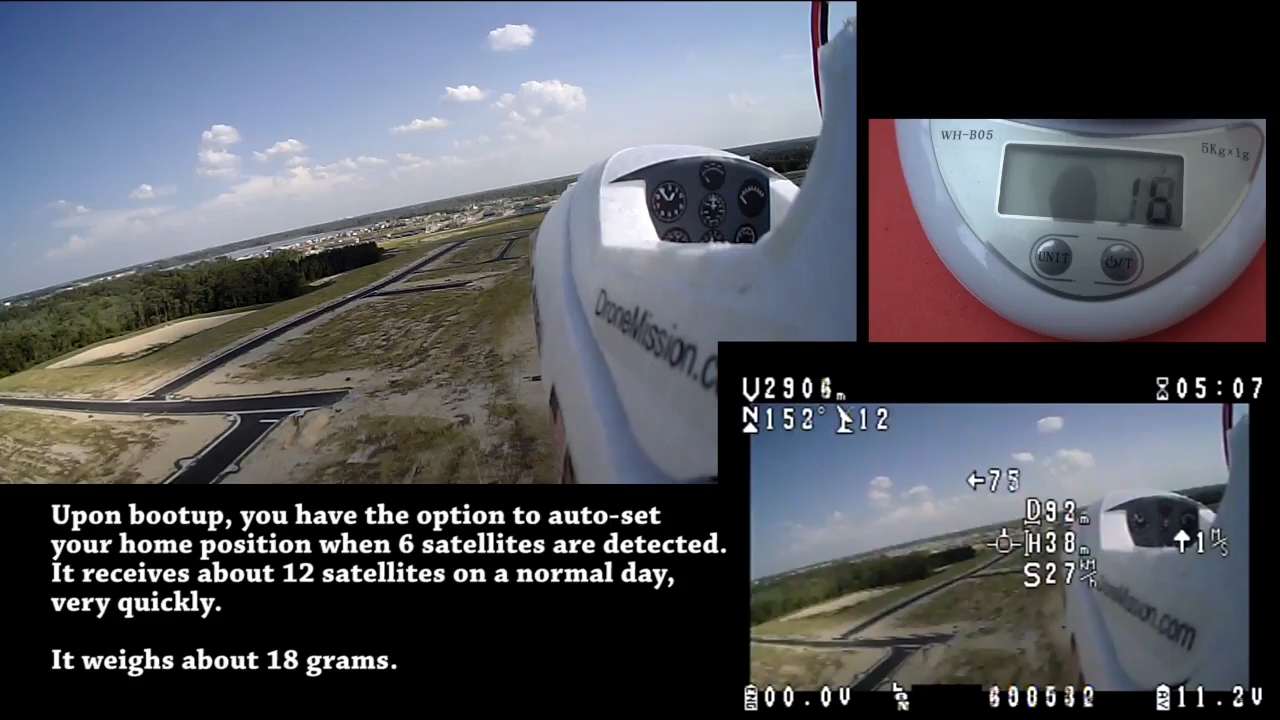 WH-B05
5Kg×1g
18
UNIT
DroneMission.c
2906m
05:07
N152° 12
←75
D92m
H38m
↑1 M/S
S27 KM/h
DroneMission.com
Upon bootup, you have the option to auto-set
your home position when 6 satellites are detected.
It receives about 12 satellites on a normal day,
very quickly.
It weighs about 18 grams.
00.0V
11.2V